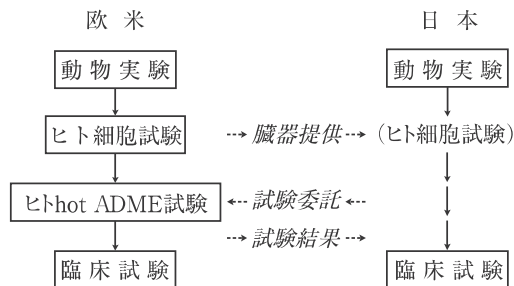 欧米 日本
動物実験 動物実験
ヒト細胞試験 臓器提供 (ヒト細胞試験)
ヒトhot ADME試験 試験委託
試験結果
臨床試験 臨床試験